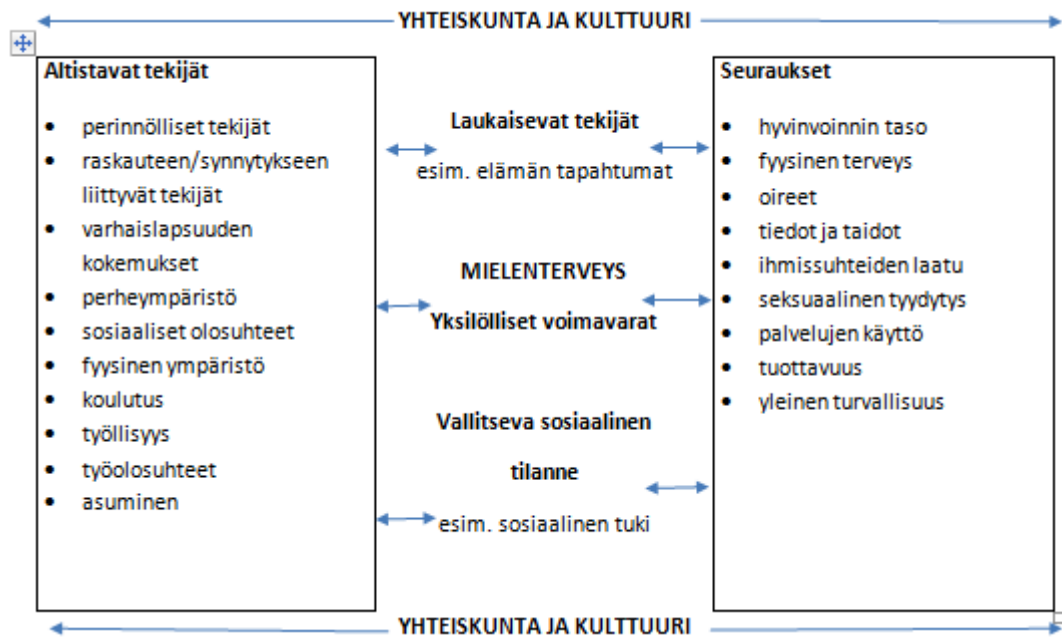 YHTEISKUNTA JA KULTTUURI
Altistavat tekijät
• perinnölliset tekijät
• raskauteen/synnytykseen
liittyvät tekijät
• varhaislapsuuden
kokemukset
• perheympäristö
• sosiaaliset olosuhteet
• fyysinen ympäristö
• koulutus
• työllisyys
• työolosuhteet
• asuminen
Laukaisevat tekijät
esim. elämän tapahtumat
MIELENTERVEYS
Yksilölliset voimavarat
Vallitseva sosiaalinen
tilanne
esim. sosiaalinen tuki
Seuraukset
• hyvinvoinnin taso
• fyysinen terveys
• oireet
• tiedot ja taidot
• ihmissuhteiden laatu
• seksuaalinen tyydytys
• palvelujen käyttö
• tuottavuus
• yleinen turvallisuus
YHTEISKUNTA JA KULTTUURI